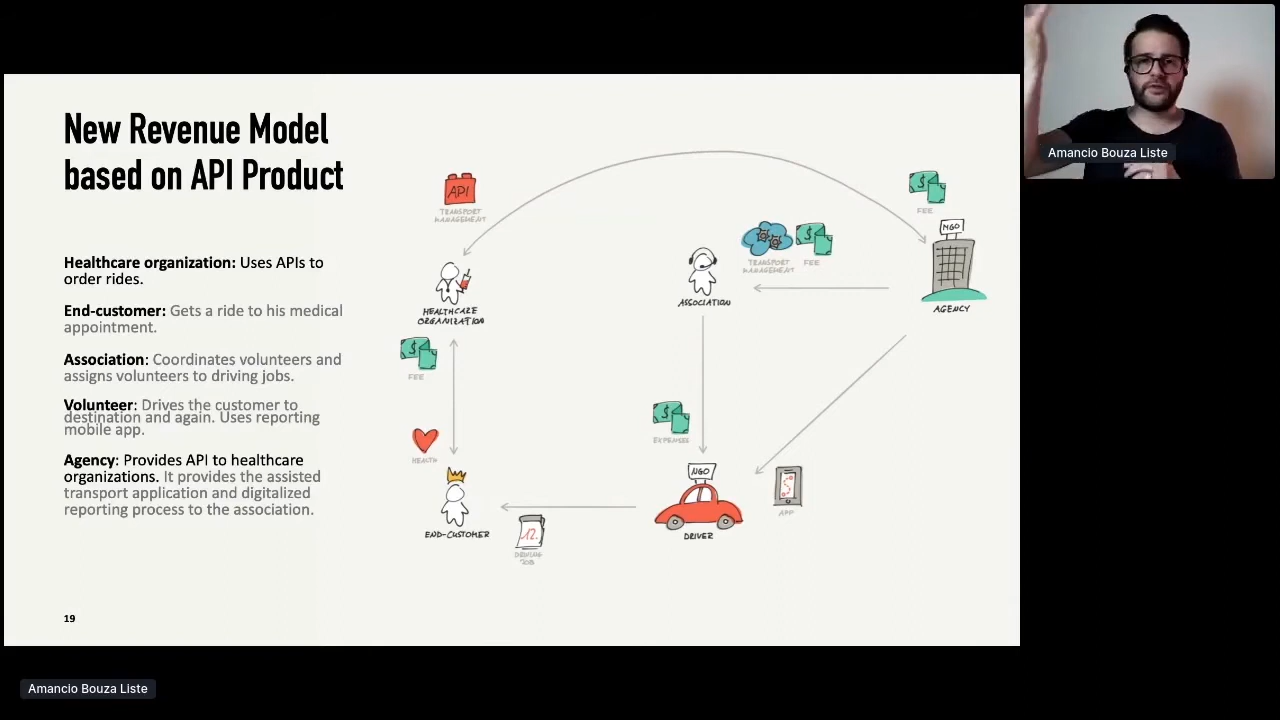 New Revenue Model
based on API Product
Healthcare organization: Uses APIs to
order rides.
End-customer: Gets a ride to his medical
appointment.
Association: Coordinates volunteers and
assigns volunteers to driving jobs.
Volunteer: Drives the customer to
destination and again. Uses reporting
mobile app.
Agency: Provides API to healthcare
organizations. It provides the assisted
transport application and digitalized
reporting process to the association.
19
API
TRANSPORT
MANAGEMENT
HEALTHCARE
ORGANIZATION
$
FEE
HEALTH
END-CUSTOMER
12.
DRIVING
JOB
ASSOCIATION
TRANSPORT
MANAGEMENT
$
FEE
$
FEE
NGO
AGENCY
$
EXPENSES
NGO
DRIVER
APP
Amancio Bouza Liste
Amancio Bouza Liste